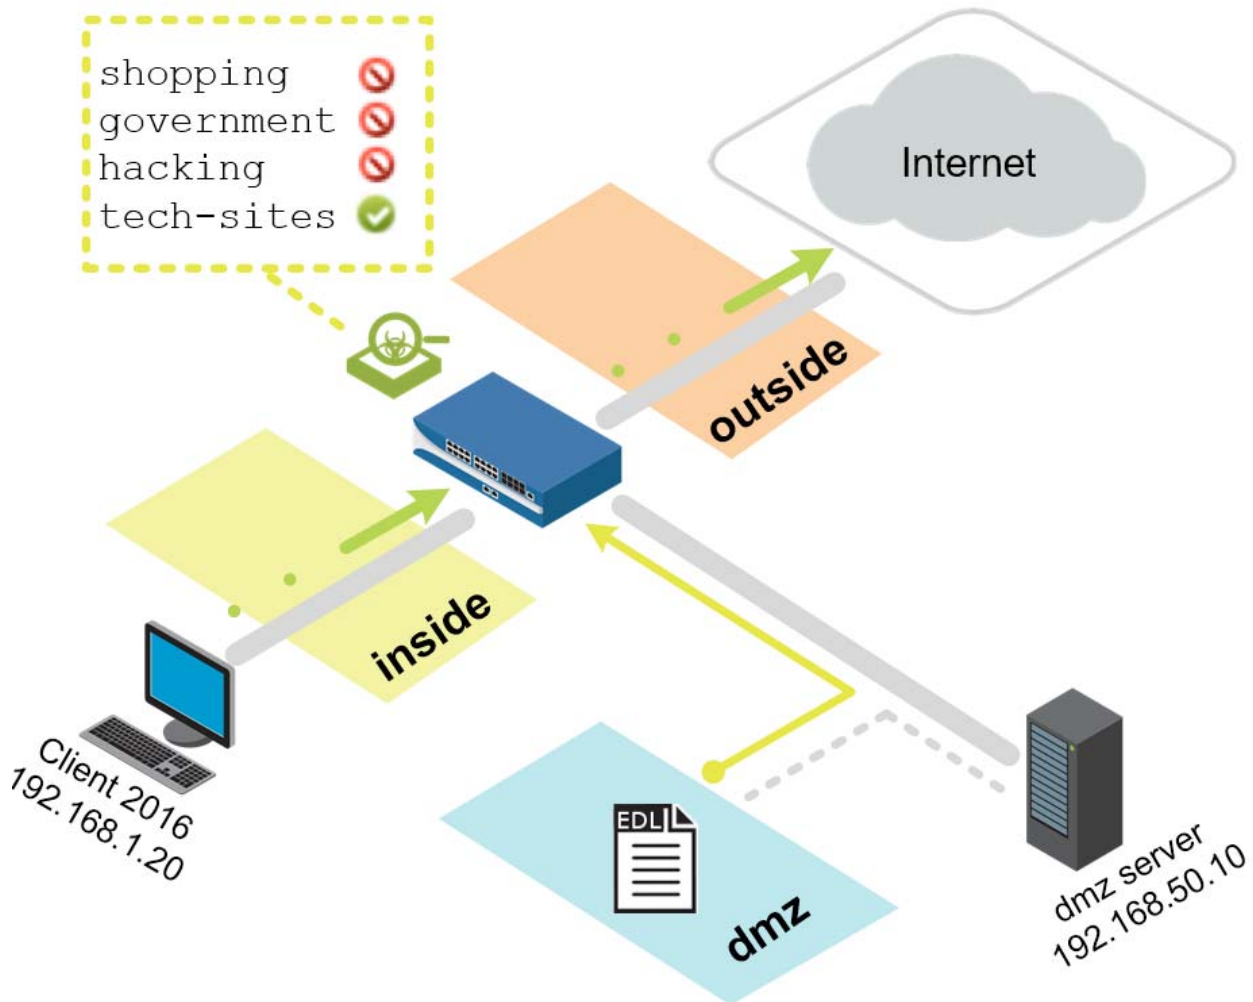 shopping
government
hacking
tech-sites
Internet
outside
inside
Client 2016
192.168.1.20
EDL
dmz
dmz server
192.168.50.10